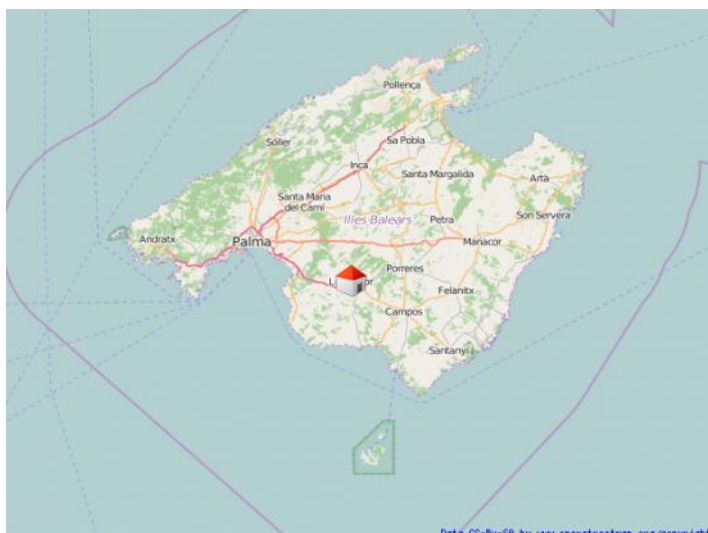 Pollença
Sa Pobla
Sóller
Inca
Santa Margalida
Artà
Santa Maria
del Camí
Illes Balears
Petra
Son Servera
Andratx
Palma
Manacor
Porreres
Felanitx
Campos
Santanyí